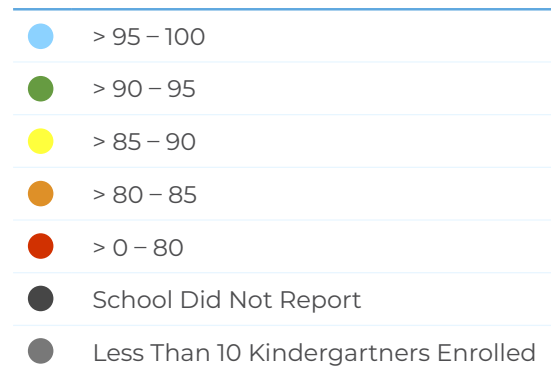 > 95 – 100
> 90 – 95
> 85 – 90
> 80 – 85
> 0 – 80
School Did Not Report
Less Than 10 Kindergartners Enrolled